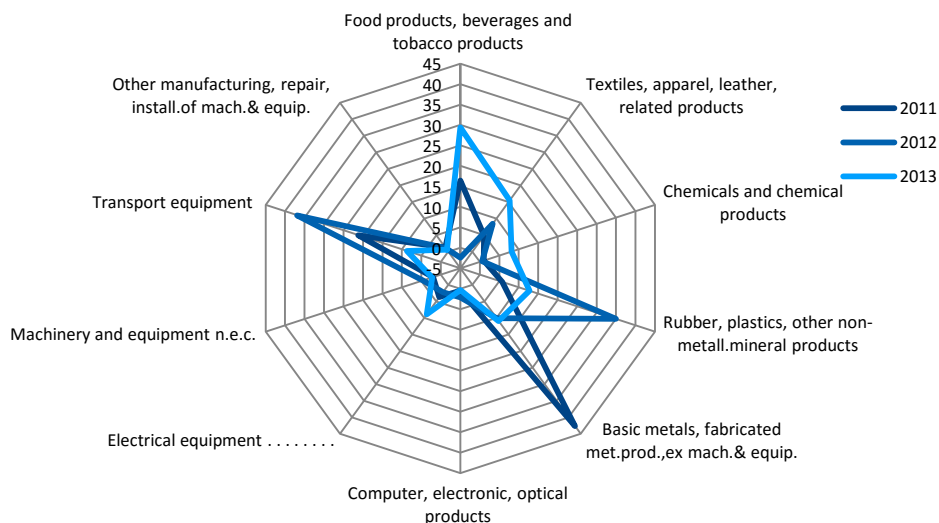 Food products, beverages and
tobacco products
Textiles, apparel, leather,
related products
Chemicals and chemical
products
Rubber, plastics, other non-
metall.mineral products
Basic metals, fabricated
met.prod.,ex mach.& equip.
Computer, electronic, optical
products
Electrical equipment . . . . . . . .
Machinery and equipment n.e.c.
Transport equipment
Other manufacturing, repair,
install.of mach.& equip.
45
40
35
30
25
20
15
10
5
0
-5
2011
2012
2013